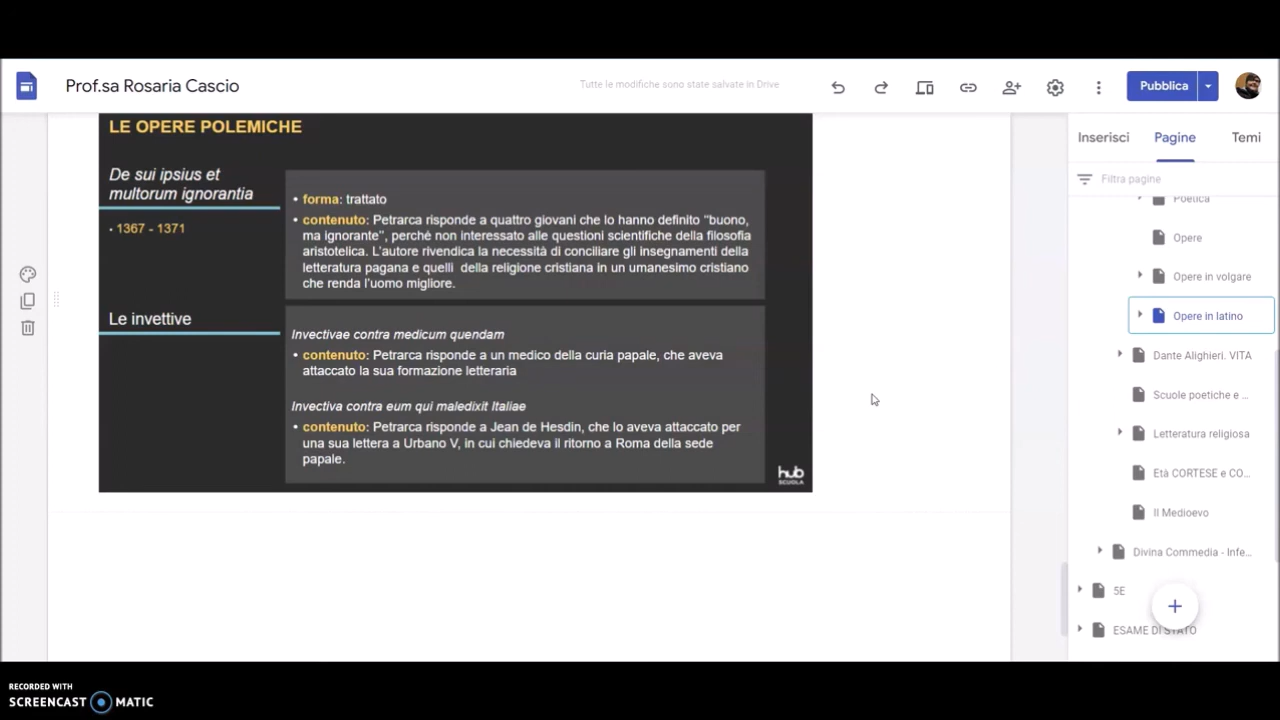 Prof.sa Rosaria Cascio
Tutte le modifiche sono state salvate in Drive
Pubblica
LE OPERE POLEMICHE
De sui ipsius et
multorum ignorantia
• 1367 - 1371
• forma: trattato
• contenuto: Petrarca risponde a quattro giovani che lo hanno definito "buono,
ma ignorante", perché non interessato alle questioni scientifiche della filosofia
aristotelica. L'autore rivendica la necessità di conciliare gli insegnamenti della
letteratura pagana e quelli della religione cristiana in un umanesimo cristiano
che renda l'uomo migliore.
Le invettive
Invectivae contra medicum quendam
• contenuto: Petrarca risponde a un medico della curia papale, che aveva
attaccato la sua formazione letteraria
Invectiva contra eum qui maledixit Italiae
• contenuto: Petrarca risponde a Jean de Hesdin, che lo aveva attaccato per
una sua lettera a Urbano V, in cui chiedeva il ritorno a Roma della sede
papale.
hub
SCUOLA
Inserisci Pagine Temi
Filtra pagine
Poetica
Opere
Opere in volgare
Opere in latino
Dante Alighieri. VITA
Scuole poetiche e ...
Letteratura religiosa
Età CORTESE e CO...
Il Medioevo
Divina Commedia - Infe...
5E
ESAME DI STATO
RECORDED WITH
SCREENCAST MATIC